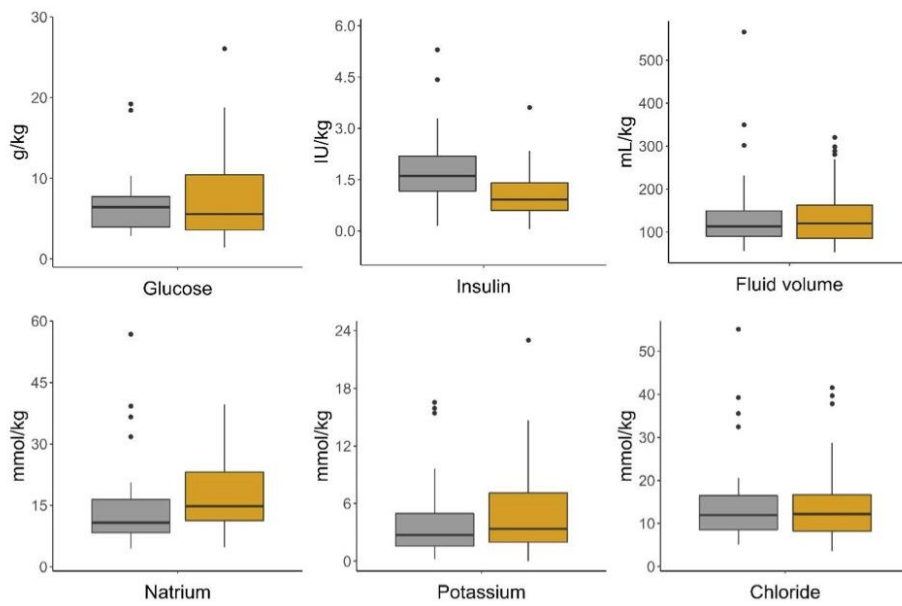 30
20
10
0
g/kg
Glucose
6.0
4.5
3.0
1.5
0.0
IU/kg
Insulin
500
400
300
200
100
mL/kg
Fluid volume
60
45
30
15
0
mmol/kg
Natrium
24
18
12
6
0
mmol/kg
Potassium
50
40
30
20
10
0
mmol/kg
Chloride